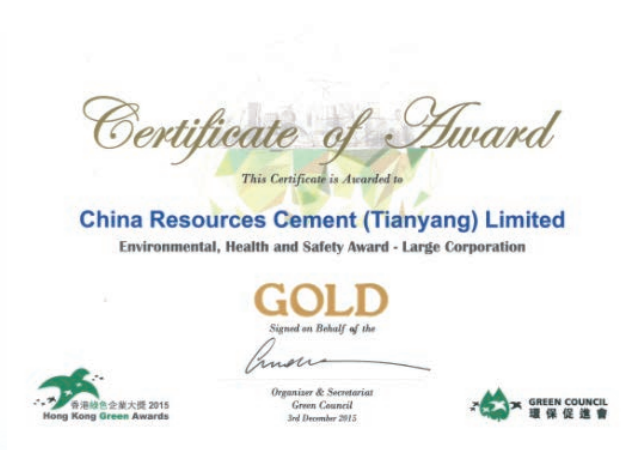 Certificate of Award
This Certificate is Awarded to
China Resources Cement (Tianyang) Limited
Environmental, Health and Safety Award - Large Corporation
GOLD
Signed on Behalf of the
Organiser & Secretariat
Green Council
3rd December 2015
香港綠色企業大獎 2015
Hong Kong Green Awards
GREEN COUNCIL
環保促進會